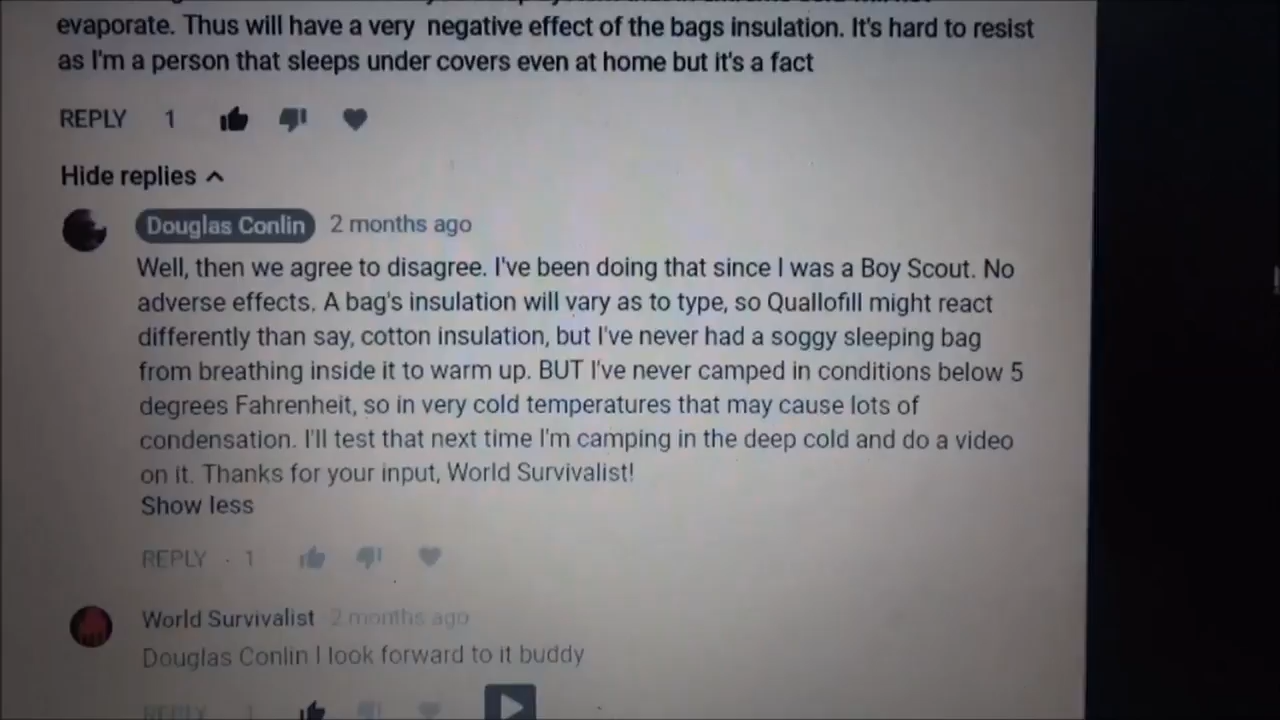 evaporate. Thus will have a very negative effect of the bags insulation. It's hard to resist
as I'm a person that sleeps under covers even at home but it's a fact
REPLY 1
Hide replies
Douglas Conlin 2 months ago
Well, then we agree to disagree. I've been doing that since I was a Boy Scout. No
adverse effects. A bag's insulation will vary as to type, so Quallofill might react
differently than say, cotton insulation, but I've never had a soggy sleeping bag
from breathing inside it to warm up. BUT I've never camped in conditions below 5
degrees Fahrenheit, so in very cold temperatures that may cause lots of
condensation. I'll test that next time I'm camping in the deep cold and do a video
on it. Thanks for your input, World Survivalist!
Show less
REPLY · 1
World Survivalist 2 months ago
Douglas Conlin I look forward to it buddy
REPLY 1